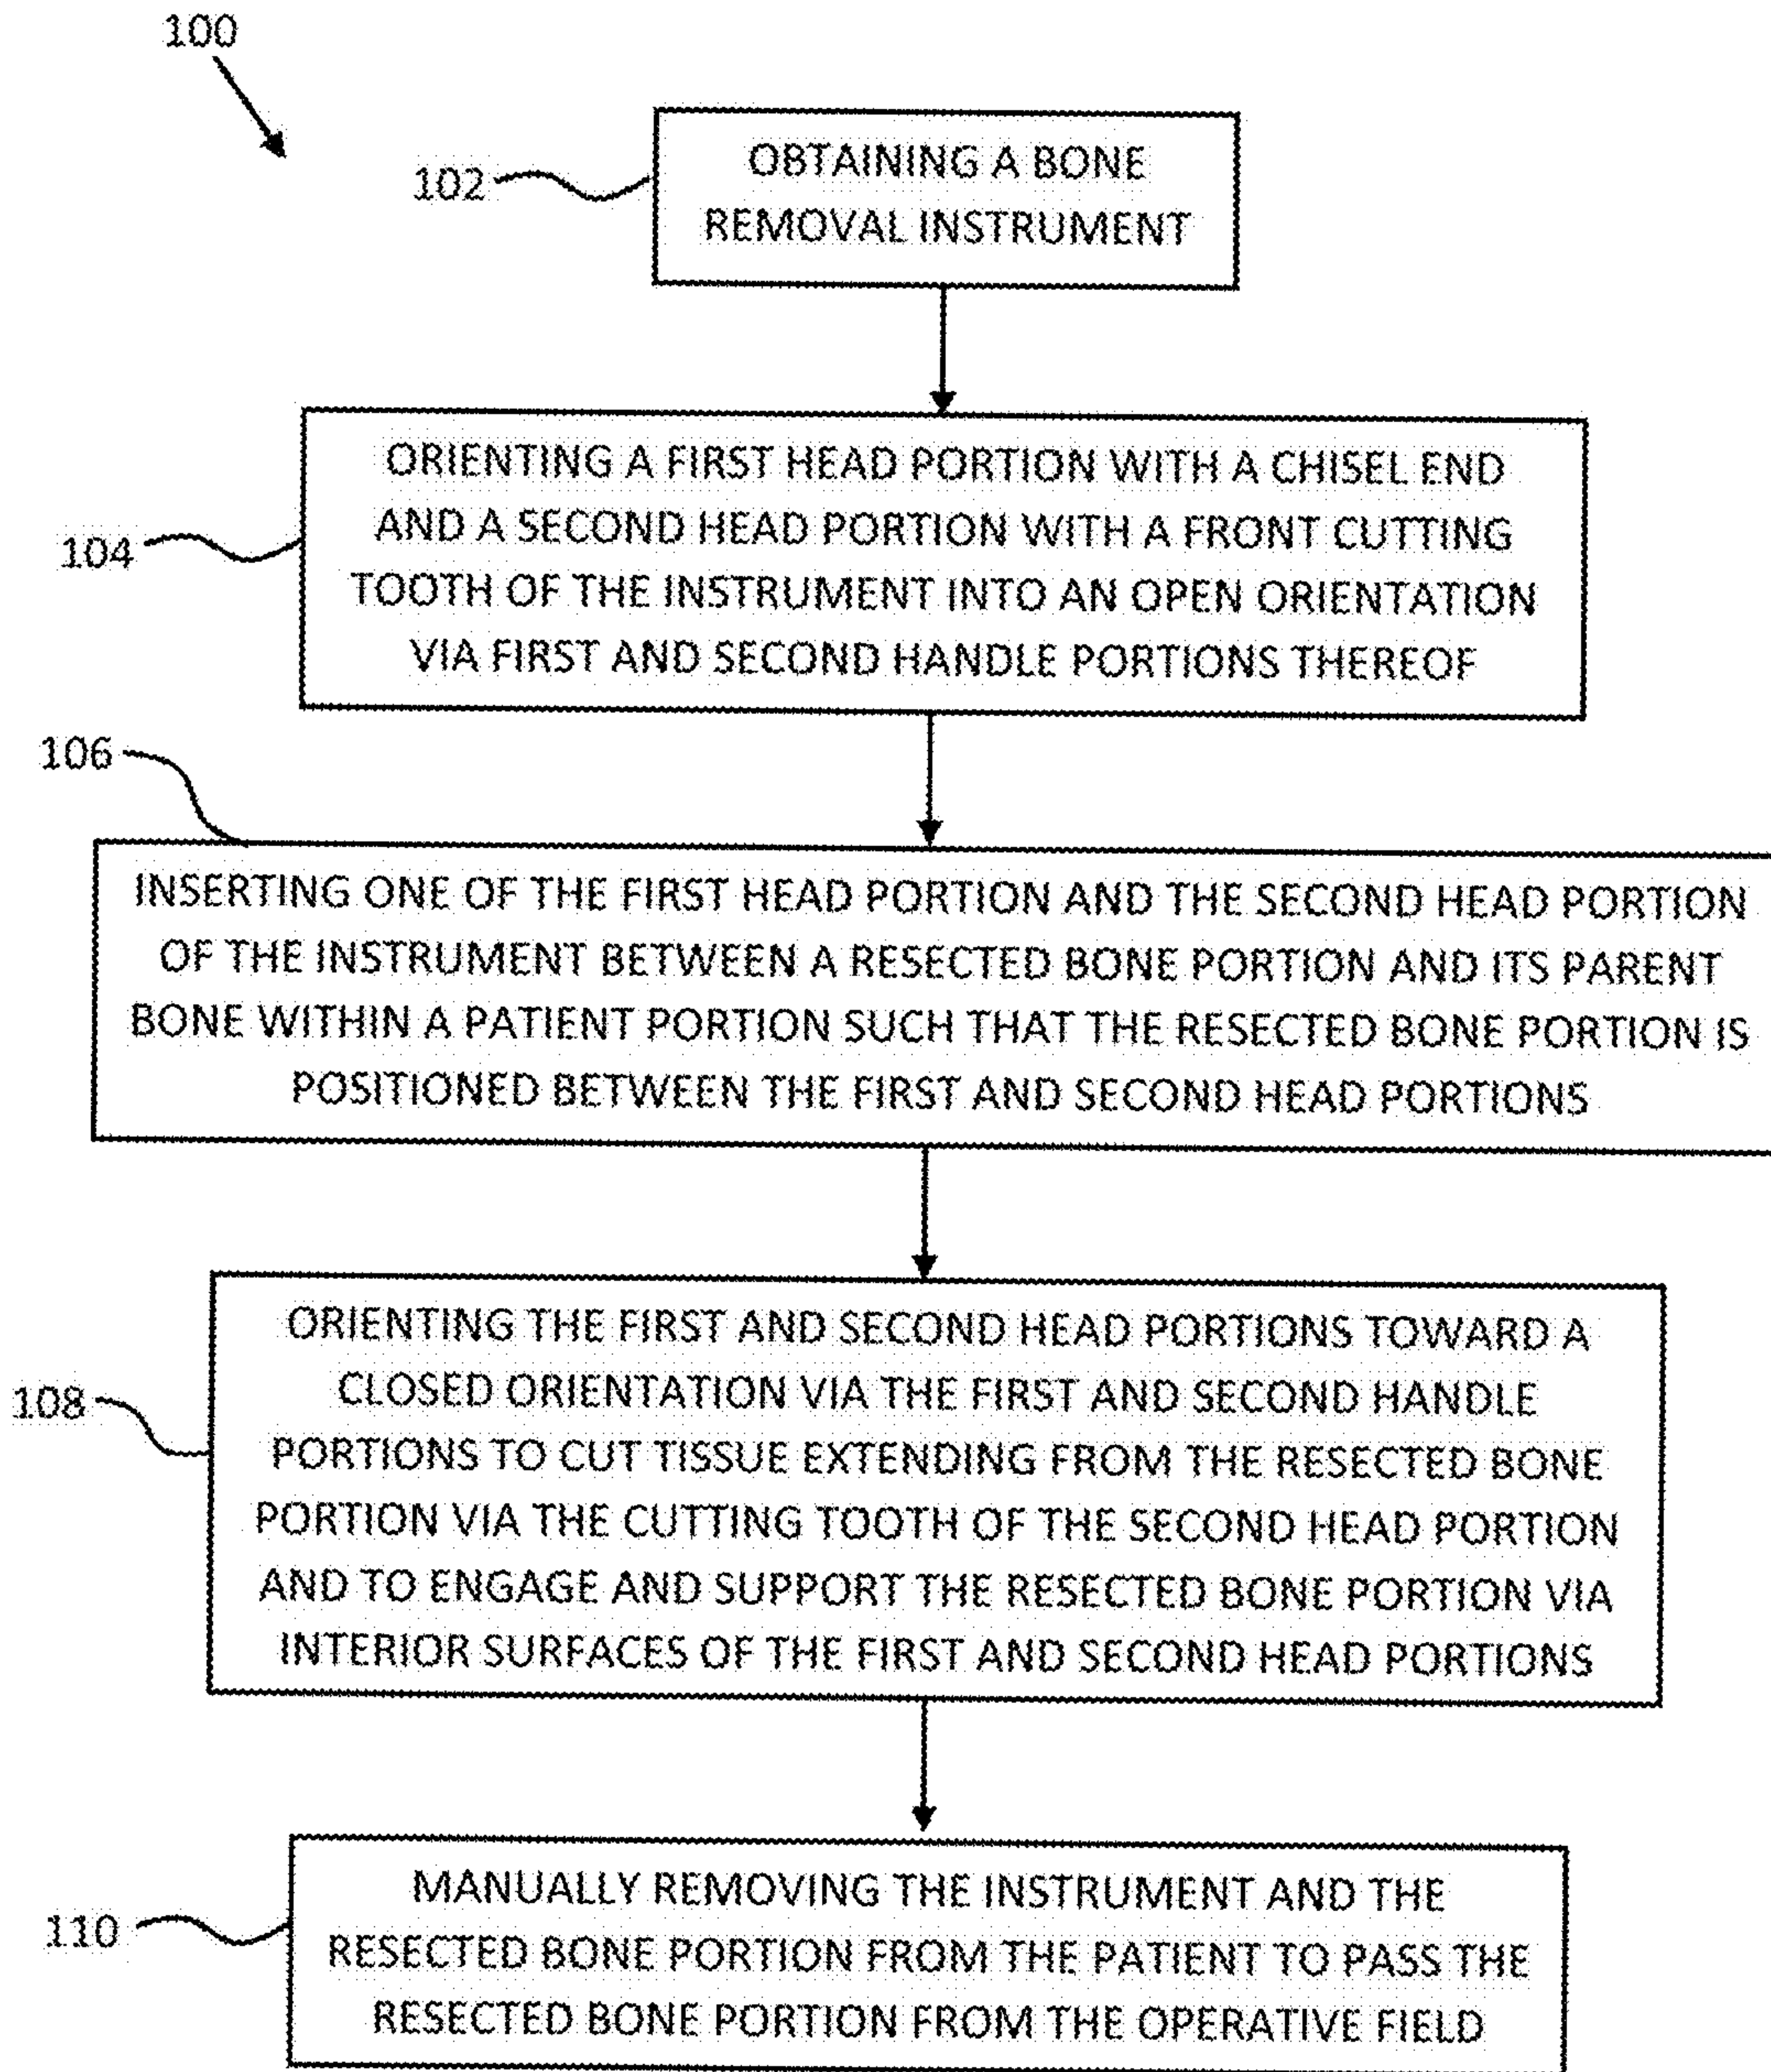 100
102
OBTAINING A BONE
REMOVAL INSTRUMENT
104
ORIENTING A FIRST HEAD PORTION WITH A CHISEL END
AND A SECOND HEAD PORTION WITH A FRONT CUTTING
TOOTH OF THE INSTRUMENT INTO AN OPEN ORIENTATION
VIA FIRST AND SECOND HANDLE PORTIONS THEREOF
106
INSERTING ONE OF THE FIRST HEAD PORTION AND THE SECOND HEAD PORTION
OF THE INSTRUMENT BETWEEN A RESECTED BONE PORTION AND ITS PARENT
BONE WITHIN A PATIENT PORTION SUCH THAT THE RESECTED BONE PORTION IS
POSITIONED BETWEEN THE FIRST AND SECOND HEAD PORTIONS
108
ORIENTING THE FIRST AND SECOND HEAD PORTIONS TOWARD A
CLOSED ORIENTATION VIA THE FIRST AND SECOND HANDLE
PORTIONS TO CUT TISSUE EXTENDING FROM THE RESECTED BONE
PORTION VIA THE CUTTING TOOTH OF THE SECOND HEAD PORTION
AND TO ENGAGE AND SUPPORT THE RESECTED BONE PORTION VIA
INTERIOR SURFACES OF THE FIRST AND SECOND HEAD PORTIONS
110
MANUALLY REMOVING THE INSTRUMENT AND THE
RESECTED BONE PORTION FROM THE PATIENT TO PASS THE
RESECTED BONE PORTION FROM THE OPERATIVE FIELD